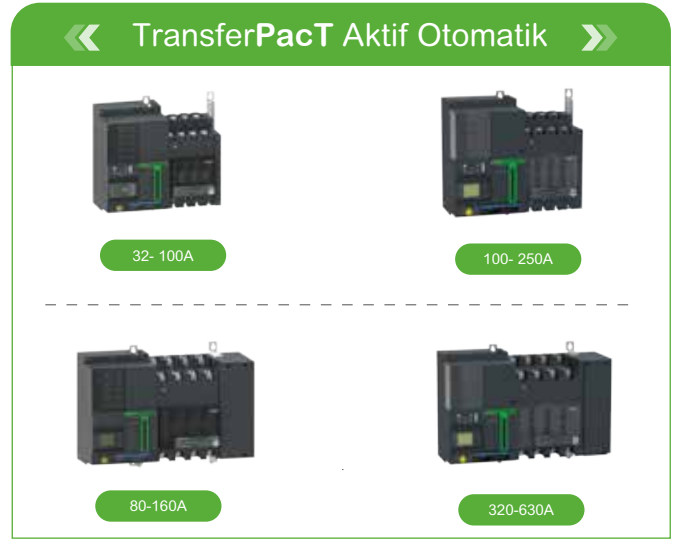 TransferPacT Aktif Otomatik
32- 100A
100- 250A
80-160A
320-630A